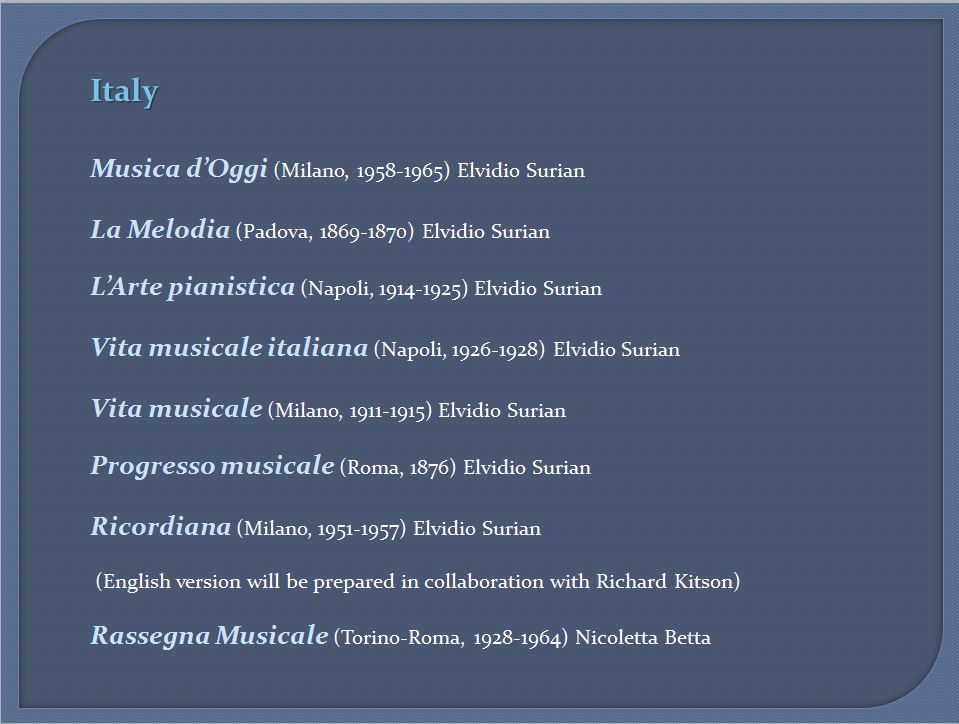 Italy
Musica d’Oggi (Milano, 1958-1965) Elvidio Surian
La Melodia (Padova, 1869-1870) Elvidio Surian
L’Arte pianistica (Napoli, 1914-1925) Elvidio Surian
Vita musicale italiana (Napoli, 1926-1928) Elvidio Surian
Vita musicale (Milano, 1911-1915) Elvidio Surian
Progresso musicale (Roma, 1876) Elvidio Surian
Ricordiana (Milano, 1951-1957) Elvidio Surian
(English version will be prepared in collaboration with Richard Kitson)
Rassegna Musicale (Torino-Roma, 1928-1964) Nicoletta Betta